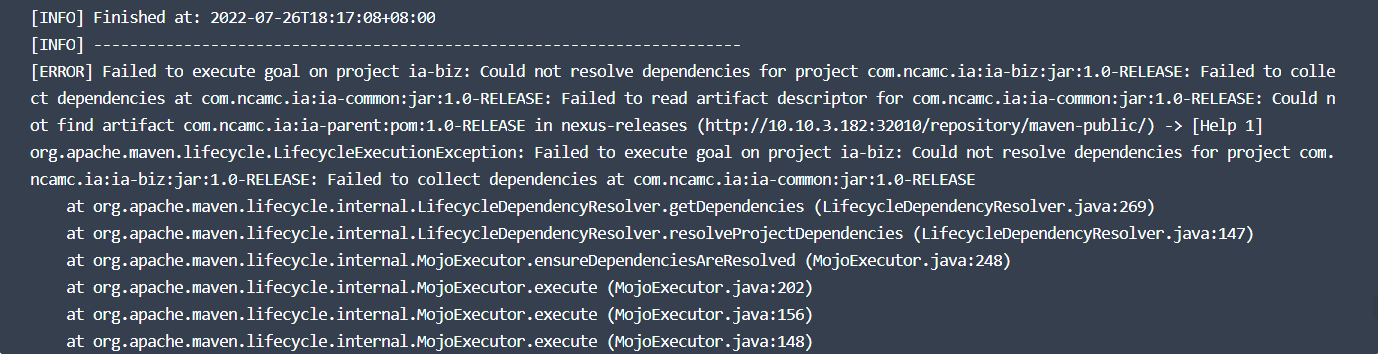 [INFO] Finished at: 2022-07-26T18:17:08+08:00
[INFO] ------------------------------------------------------------------------
[ERROR] Failed to execute goal on project ia-biz: Could not resolve dependencies for project com.ncamc.ia:ia-biz:jar:1.0-RELEASE: Failed to colle
ct dependencies at com.ncamc.ia:ia-common:jar:1.0-RELEASE: Failed to read artifact descriptor for com.ncamc.ia:ia-common:jar:1.0-RELEASE: Could n
ot find artifact com.ncamc.ia:ia-parent:pom:1.0-RELEASE in nexus-releases (http://10.10.3.182:32010/repository/maven-public/) -> [Help 1]
org.apache.maven.lifecycle.LifecycleExecutionException: Failed to execute goal on project ia-biz: Could not resolve dependencies for project com.
ncamc.ia:ia-biz:jar:1.0-RELEASE: Failed to collect dependencies at com.ncamc.ia:ia-common:jar:1.0-RELEASE
    at org.apache.maven.lifecycle.internal.LifecycleDependencyResolver.getDependencies (LifecycleDependencyResolver.java:269)
    at org.apache.maven.lifecycle.internal.LifecycleDependencyResolver.resolveProjectDependencies (LifecycleDependencyResolver.java:147)
    at org.apache.maven.lifecycle.internal.MojoExecutor.ensureDependenciesAreResolved (MojoExecutor.java:248)
    at org.apache.maven.lifecycle.internal.MojoExecutor.execute (MojoExecutor.java:202)
    at org.apache.maven.lifecycle.internal.MojoExecutor.execute (MojoExecutor.java:156)
    at org.apache.maven.lifecycle.internal.MojoExecutor.execute (MojoExecutor.java:148)